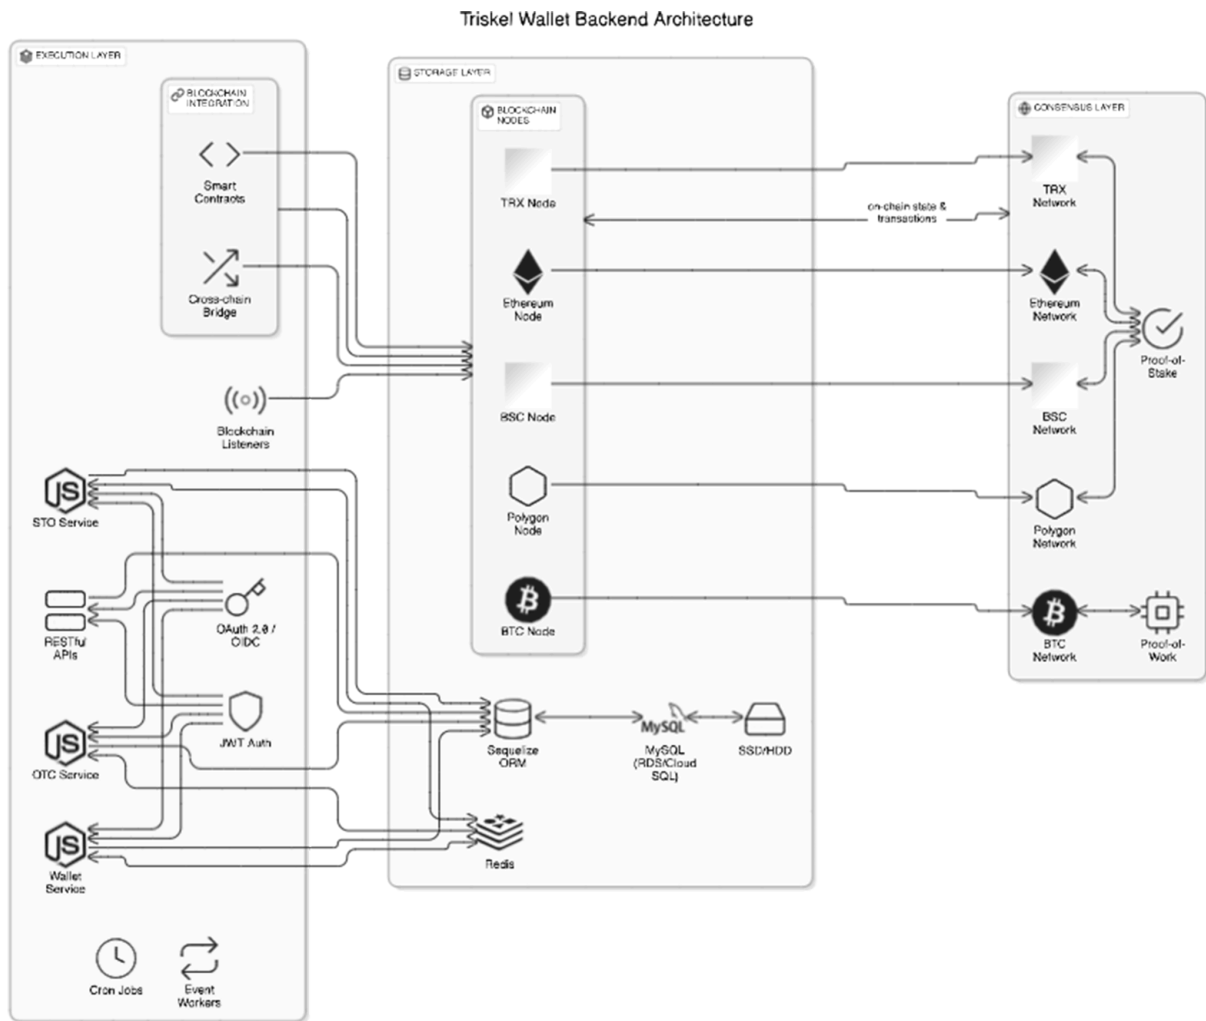 Triskel Wallet Backend Architecture
EXECUTION LAYER
BLOCKCHAIN
INTEGRATION
Smart
Contracts
Cross-chain
Bridge
Blockchain
Listeners
JS
STO Service
RESTful
APIs
OAuth 2.0 /
OIDC
JS
OTC Service
JWT Auth
JS
Wallet
Service
Cron Jobs
Event
Workers
STORAGE LAYER
BLOCKCHAIN
NODES
TRX Node
Ethereum
Node
BSC Node
Polygon
Node
BTC Node
Sequelize
ORM
MySQL
MySQL
(RDS/Cloud
SQL)
SSD/HDD
Redis
on-chain state &
transactions
CONSENSUS LAYER
TRX
Network
Ethereum
Network
BSC
Network
Polygon
Network
BTC
Network
Proof-of-
Stake
Proof-of-
Work